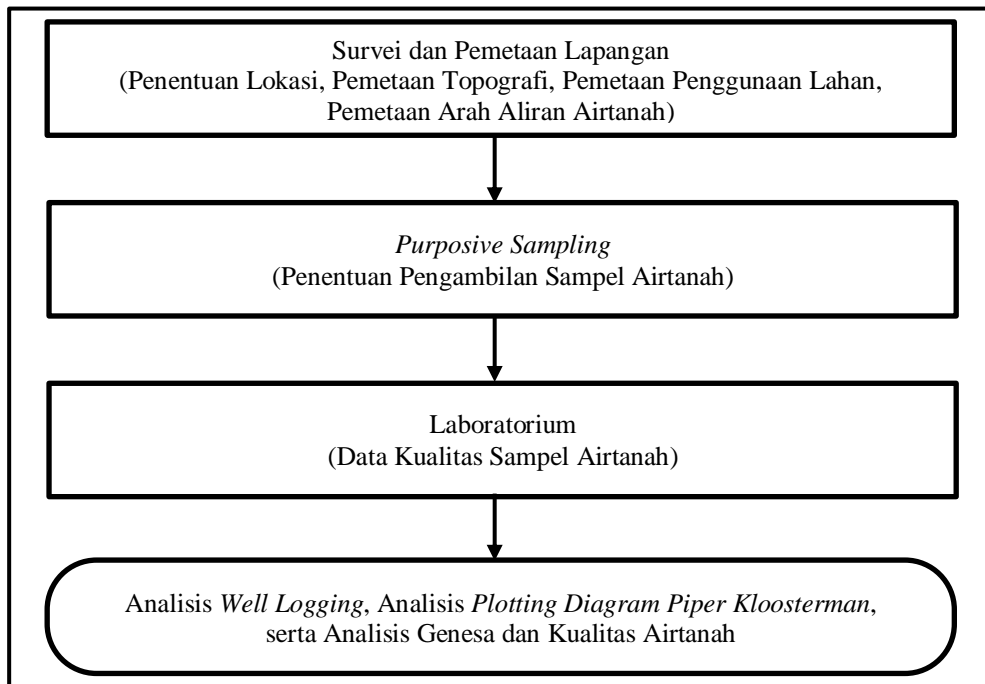 Survei dan Pemetaan Lapangan
(Penentuan Lokasi, Pemetaan Topografi, Pemetaan Penggunaan Lahan,
Pemetaan Arah Aliran Airtanah)
Purposive Sampling
(Penentuan Pengambilan Sampel Airtanah)
Laboratorium
(Data Kualitas Sampel Airtanah)
Analisis Well Logging, Analisis Plotting Diagram Piper Kloosterman,
serta Analisis Genesa dan Kualitas Airtanah